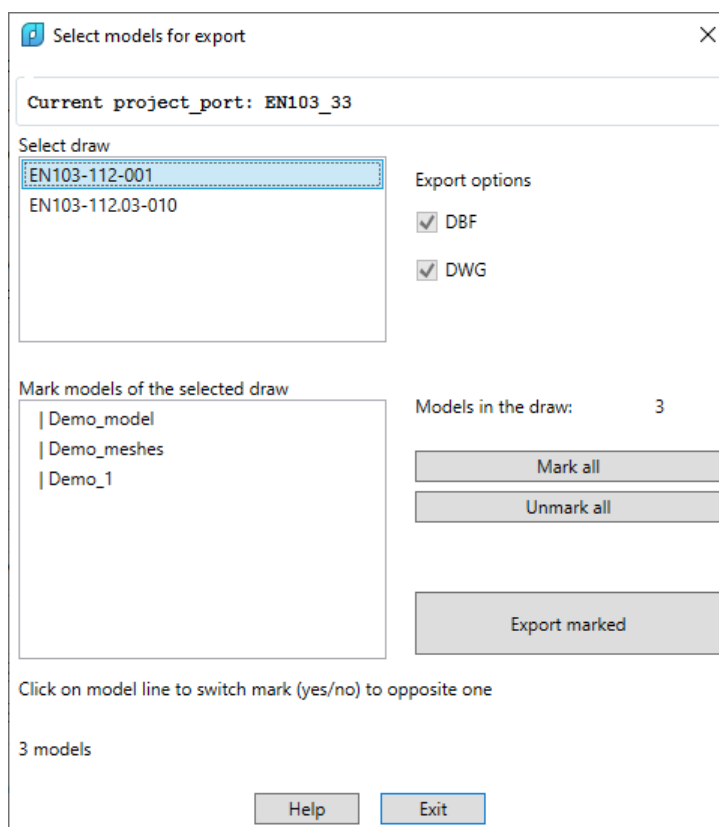 Select models for export
Current project_port: EN103_33
Select draw
EN103-112-001
EN103-112.03-010
Export options
DBF
DWG
Mark models of the selected draw
| Demo_model
| Demo_meshes
| Demo_1
Models in the draw: 3
Mark all
Unmark all
Export marked
Click on model line to switch mark (yes/no) to opposite one
3 models
Help Exit